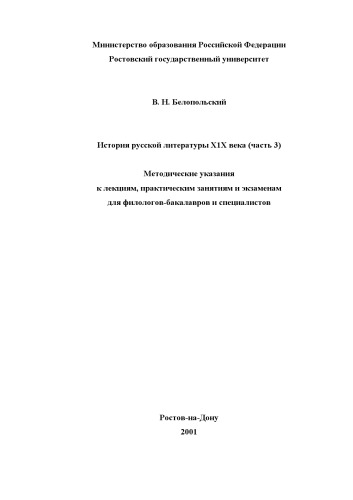 Министерство образования Российской Федерации
Ростовский государственный университет
В. Н. Белопольский
История русской литературы Х1Х века (часть 3)
Методические указания
к лекциям, практическим занятиям и экзаменам
для филологов-бакалавров и специалистов
Ростов-на-Дону
2001